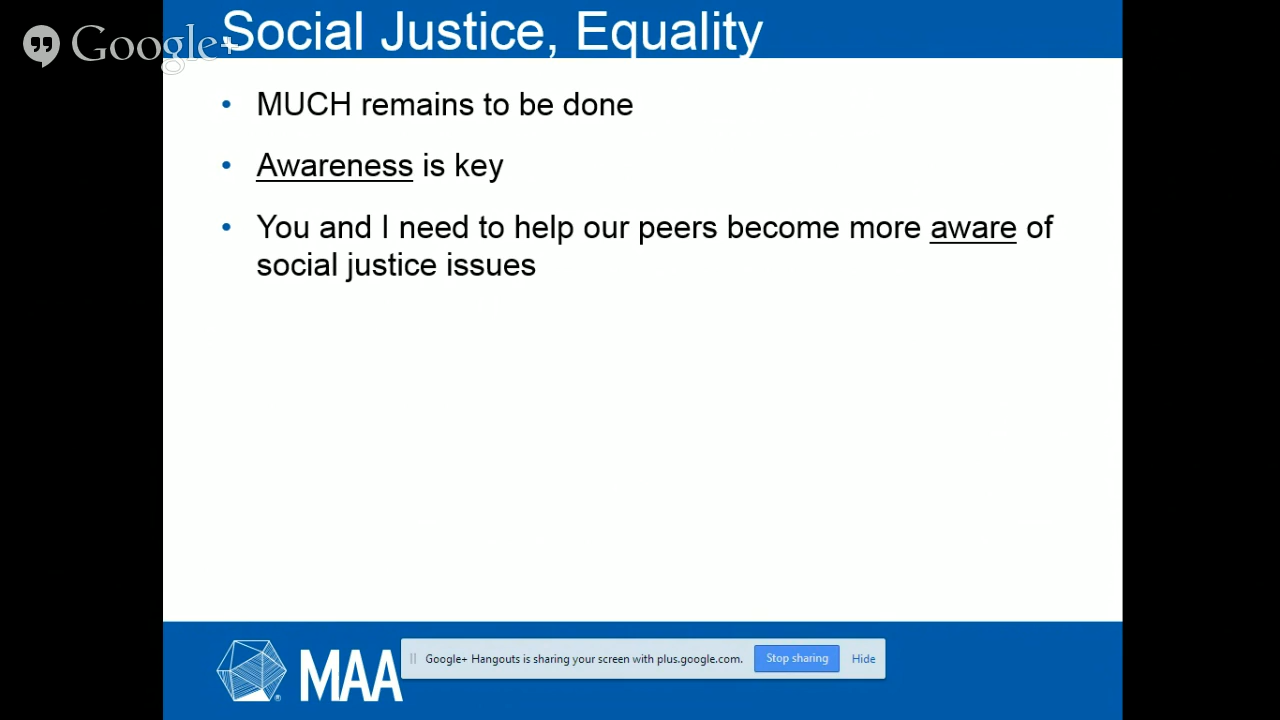 Google+
Social Justice, Equality
• MUCH remains to be done
• Awareness is key
• You and I need to help our peers become more aware of
social justice issues
MAA
®
Google+ Hangouts is sharing your screen with plus.google.com.
Stop sharing
Hide